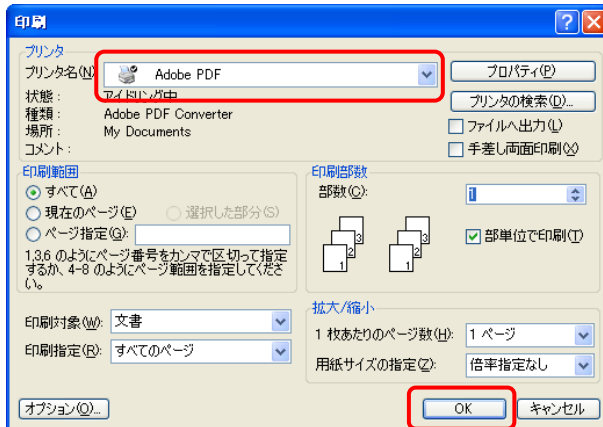 印刷
プリンタ
プリンタ名(N)
Adobe PDF
プロパティ(P)
状態：
アイドリング中
プリンタの検索(D)...
種類：
Adobe PDF Converter
場所：
My Documents
ファイルへ出力(L)
コメント：
手差し両面印刷(X)
印刷範囲
すべて(A)
現在のページ(E)
選択した部分(S)
ページ指定(G):
1,3,6 のようにページ番号をカンマで区切って指定
するか、4-8 のようにページ範囲を指定してくださ
い。
印刷部数
部数(C):
1
3
2
1
3
2
1
部単位で印刷(T)
印刷対象(W):
文書
印刷指定(R):
すべてのページ
拡大/縮小
1 枚あたりのページ数(H):
1 ページ
用紙サイズの指定(Z):
倍率指定なし
オプション(O)...
OK
キャンセル